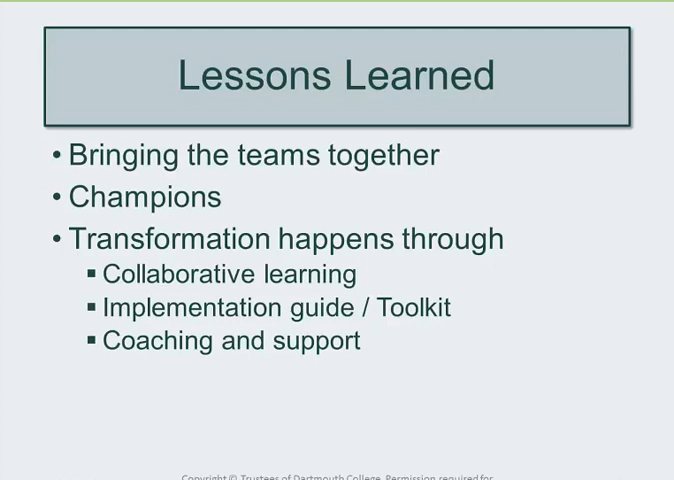 Lessons Learned
• Bringing the teams together
• Champions
• Transformation happens through
▪ Collaborative learning
▪ Implementation guide / Toolkit
▪ Coaching and support
Copyright © Trustees of Dartmouth College. Permission required for